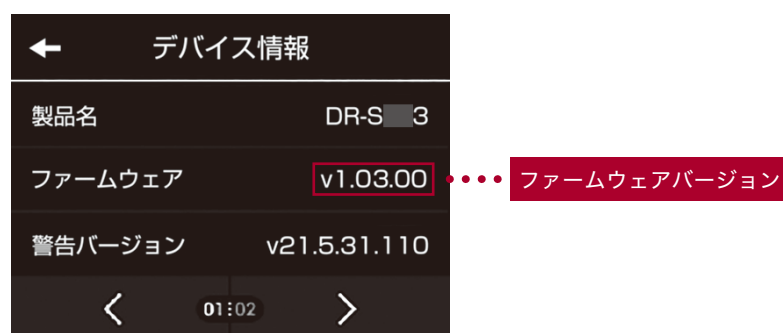 デバイス情報
製品名 DR-S 3
ファームウェア v1.03.00
ファームウェアバージョン
警告バージョン v21.5.31.110
01:02